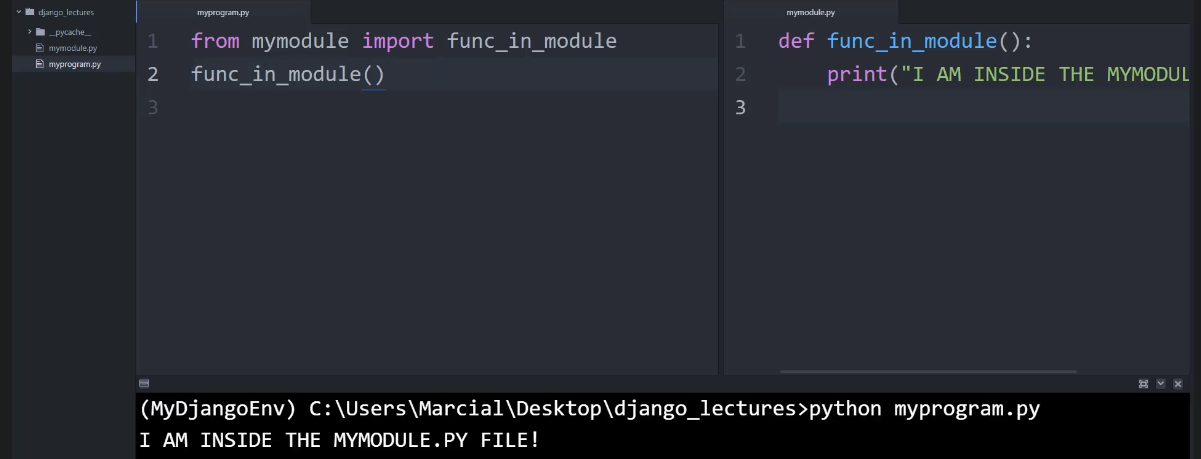 django_lectures
__pycache__
mymodule.py
myprogram.py
myprogram.py
1 from mymodule import func_in_module
2 func_in_module()
3
mymodule.py
1 def func_in_module():
2 print("I AM INSIDE THE MYMODUL
3
(MyDjangoEnv) C:\Users\Marcial\Desktop\django_lectures>python myprogram.py
I AM INSIDE THE MYMODULE.PY FILE!